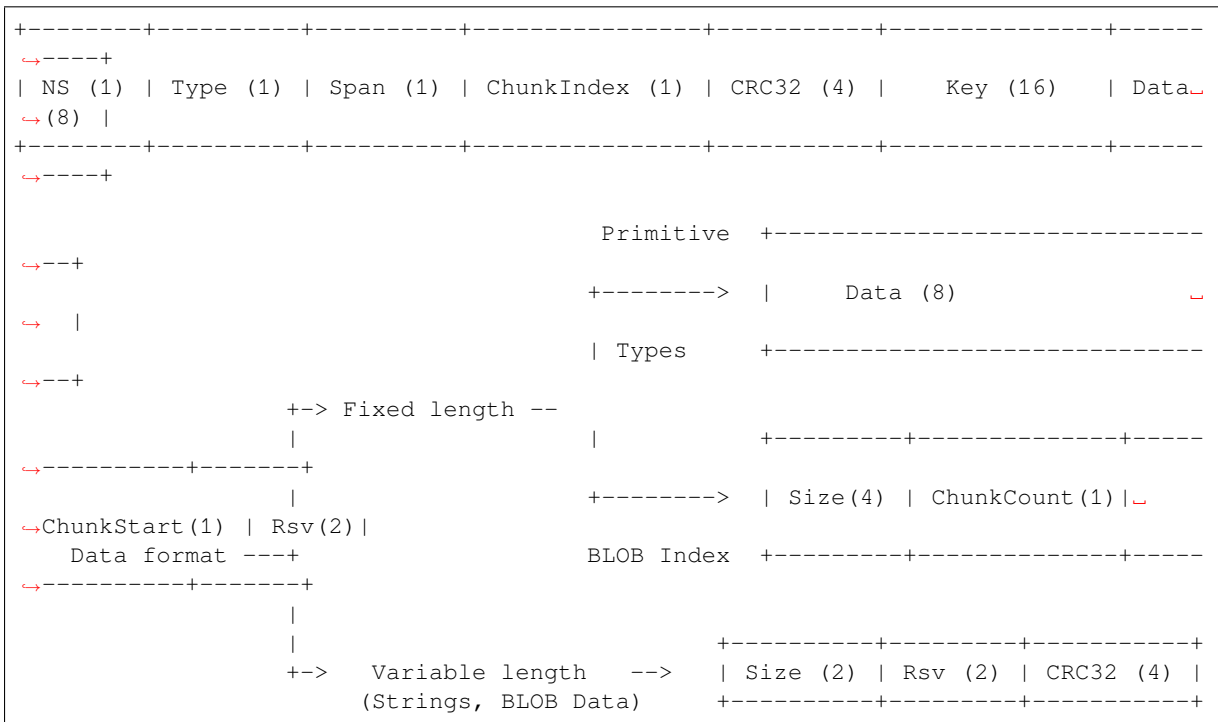 +--------+----------+----------+----------------+-----------+---------------+------
↪----+
| NS (1) | Type (1) | Span (1) | ChunkIndex (1) | CRC32 (4) |    Key (16)   | Data␣
↪(8) |
+--------+----------+----------+----------------+-----------+---------------+------
↪----+
                                         Primitive  +------------------------------
↪--+
                                        +-------->  |     Data (8)                ␣
↪  |
                                        | Types     +------------------------------
↪--+
                   +-> Fixed length --
                   |                    |           +---------+--------------+-----
↪----------+-------+
                   |                    +-------->  | Size(4) | ChunkCount(1)|␣
↪ChunkStart(1) | Rsv(2)|
    Data format ---+                    BLOB Index  +---------+--------------+-----
↪----------+-------+
                   |
                   |                             +----------+---------+-----------+
                   +->   Variable length   -->   | Size (2) | Rsv (2) | CRC32 (4) |
                        (Strings, BLOB Data)     +----------+---------+-----------+